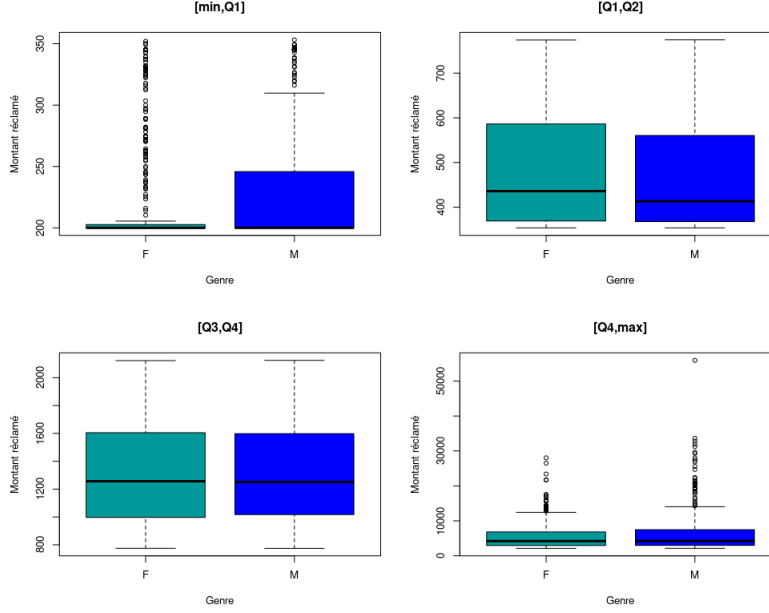 [min,Q1]
Montant réclamé
200
250
300
350
F
M
Genre
[Q1,Q2]
Montant réclamé
400
500
600
700
F
M
Genre
[Q3,Q4]
Montant réclamé
800
1200
1600
2000
F
M
Genre
[Q4,max]
Montant réclamé
0
10000
30000
50000
F
M
Genre